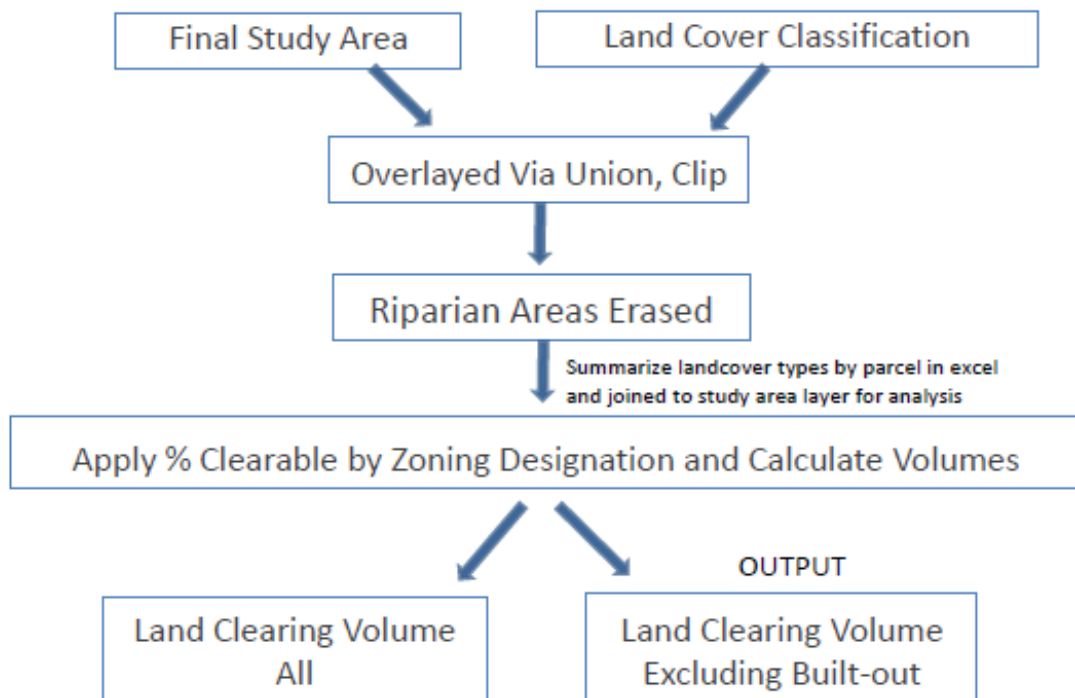 Final Study Area
Land Cover Classification
Overlayed Via Union, Clip
Riparian Areas Erased
Summarize landcover types by parcel in excel
and joined to study area layer for analysis
Apply % Clearable by Zoning Designation and Calculate Volumes
OUTPUT
Land Clearing Volume
All
Land Clearing Volume
Excluding Built-out